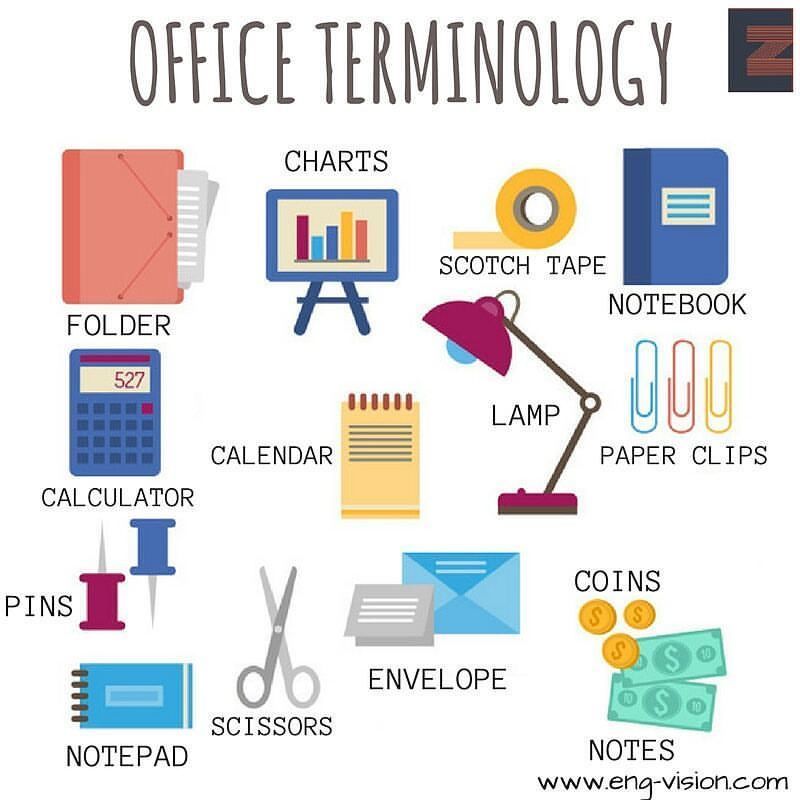 OFFICE TERMINOLOGY
CHARTS
SCOTCH TAPE
FOLDER
NOTEBOOK
527
LAMP
CALENDAR
PAPER CLIPS
CALCULATOR
PINS
COINS
$ $
$
$ 10
$ 10
10
ENVELOPE
SCISSORS
NOTEPAD
NOTES
www.eng-vision.com